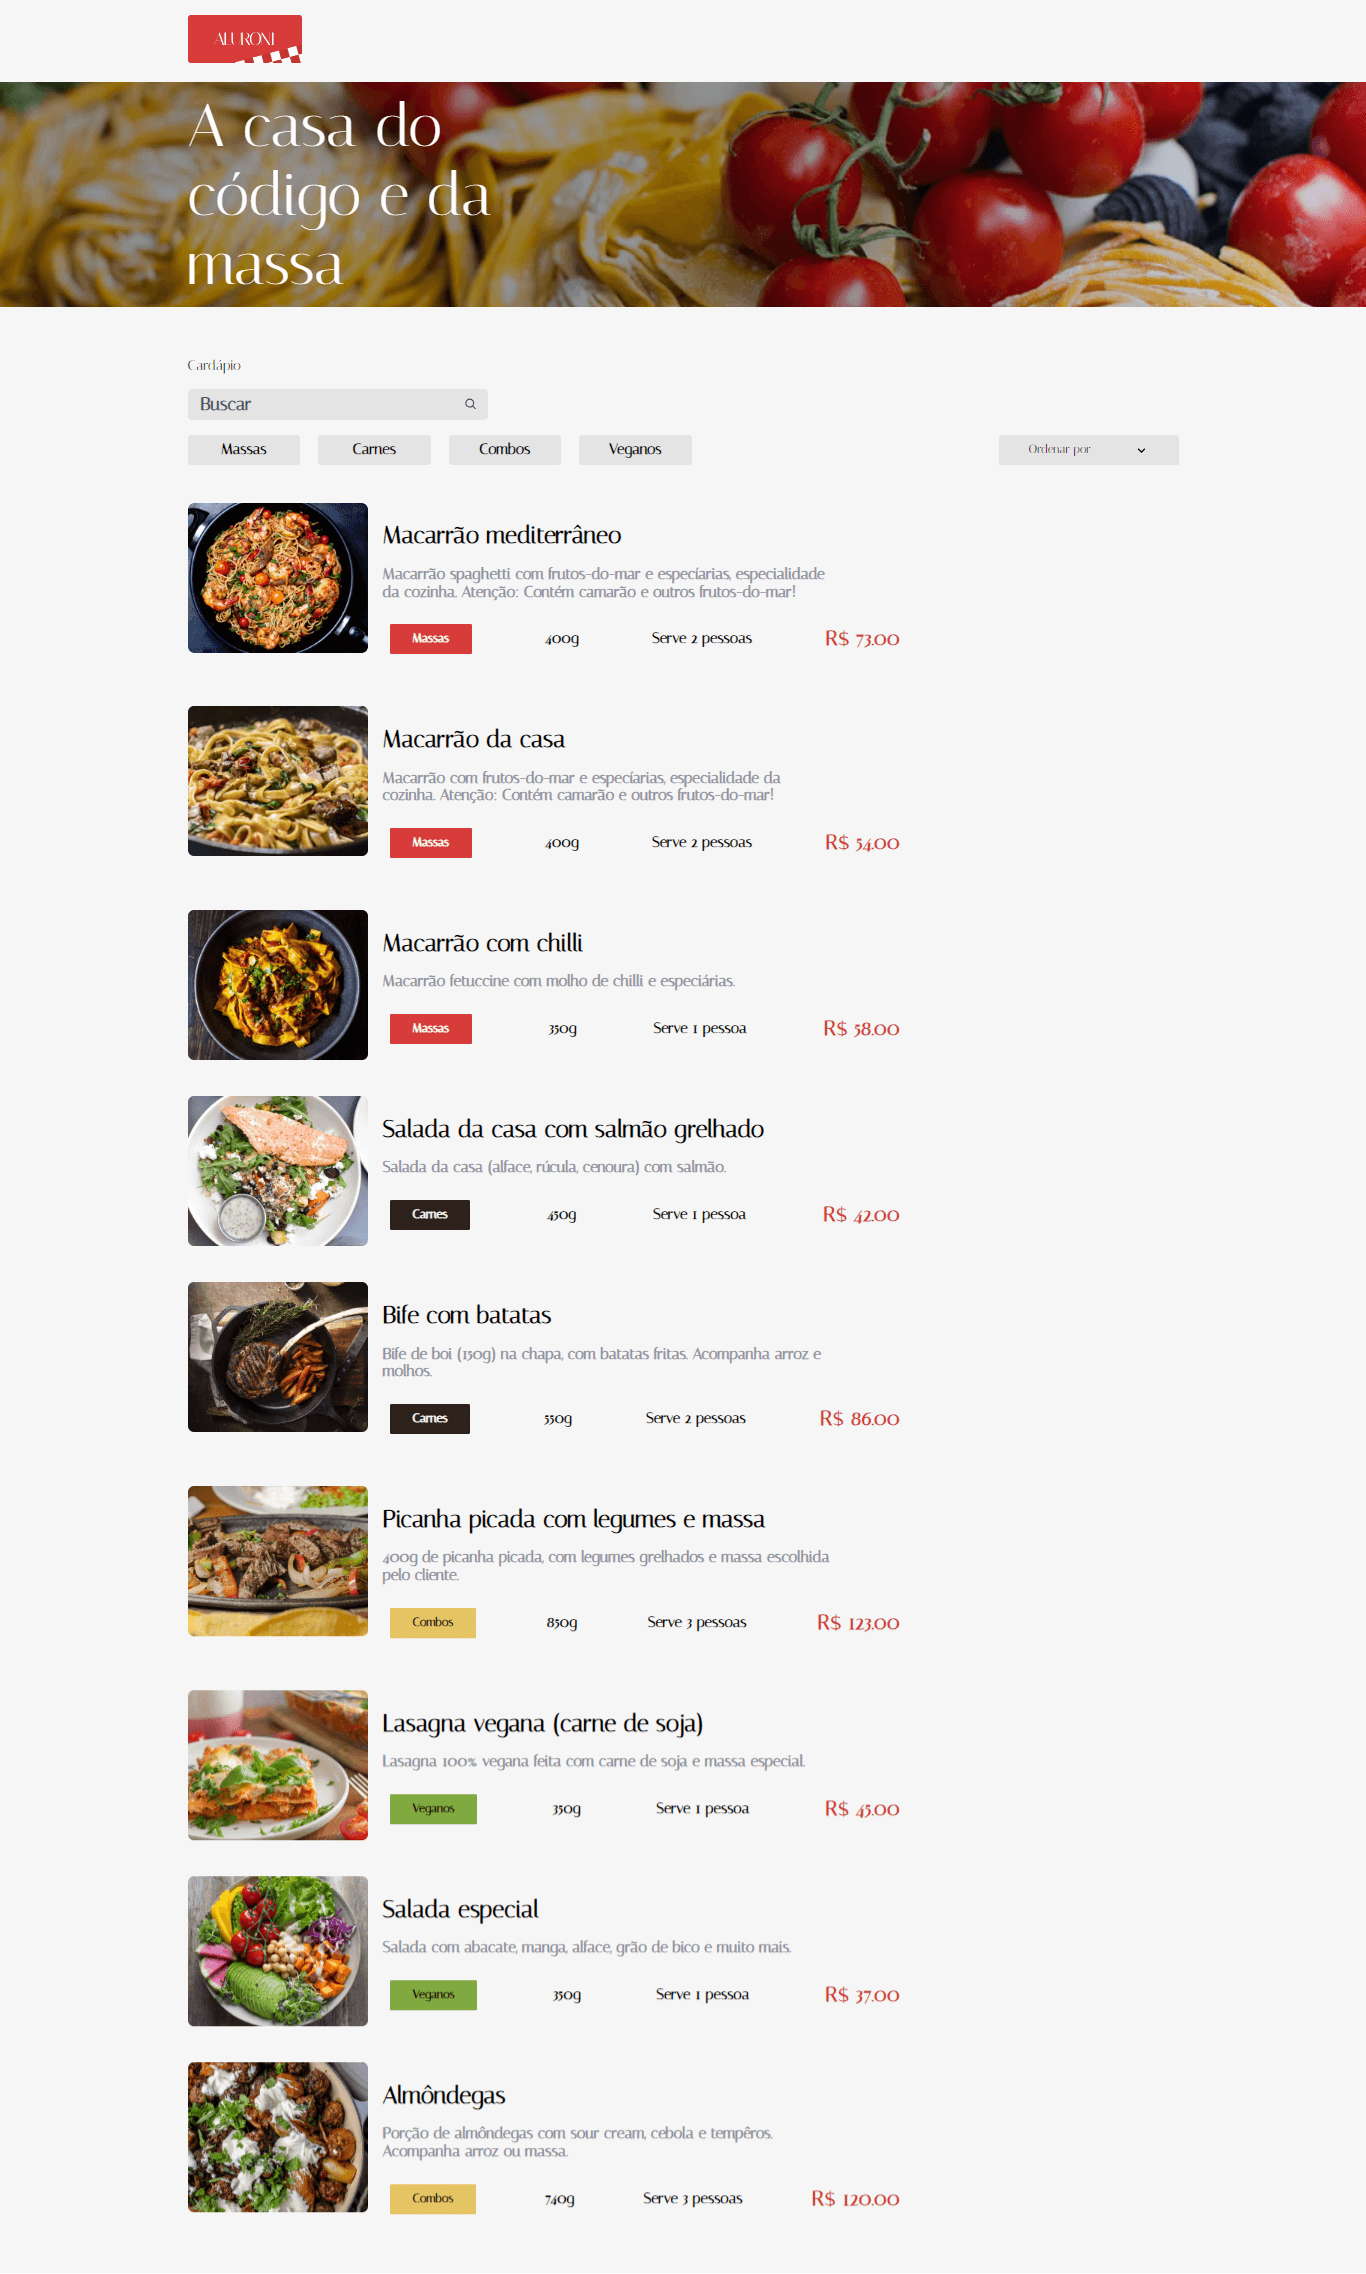 ALURONI
A casa do
código e da
massa
Cardápio
Buscar
Massas Carnes Combos Veganos Ordenar por
Macarrão mediterrâneo
Macarrão spaghetti com frutos-do-mar e especíarias, especialidade
da cozinha. Atenção: Contém camarão e outros frutos-do-mar!
Massas 400g Serve 2 pessoas R$ 73.00
Macarrão da casa
Macarrão com frutos-do-mar e especíarias, especialidade da
cozinha. Atenção: Contém camarão e outros frutos-do-mar!
Massas 400g Serve 2 pessoas R$ 54.00
Macarrão com chilli
Macarrão fetuccine com molho de chilli e especiárias.
Massas 350g Serve 1 pessoa R$ 58.00
Salada da casa com salmão grelhado
Salada da casa (alface, rúcula, cenoura) com salmão.
Carnes 450g Serve 1 pessoa R$ 42.00
Bife com batatas
Bife de boi (150g) na chapa, com batatas fritas. Acompanha arroz e
molhos.
Carnes 550g Serve 2 pessoas R$ 86.00
Picanha picada com legumes e massa
400g de picanha picada, com legumes grelhados e massa escolhida
pelo cliente.
Combos 850g Serve 3 pessoas R$ 123.00
Lasagna vegana (carne de soja)
Lasagna 100% vegana feita com carne de soja e massa especial.
Veganos 350g Serve 1 pessoa R$ 45.00
Salada especial
Salada com abacate, manga, alface, grão de bico e muito mais.
Veganos 350g Serve 1 pessoa R$ 37.00
Almôndegas
Porção de almôndegas com sour cream, cebola e tempêros.
Acompanha arroz ou massa.
Combos 740g Serve 3 pessoas R$ 120.00